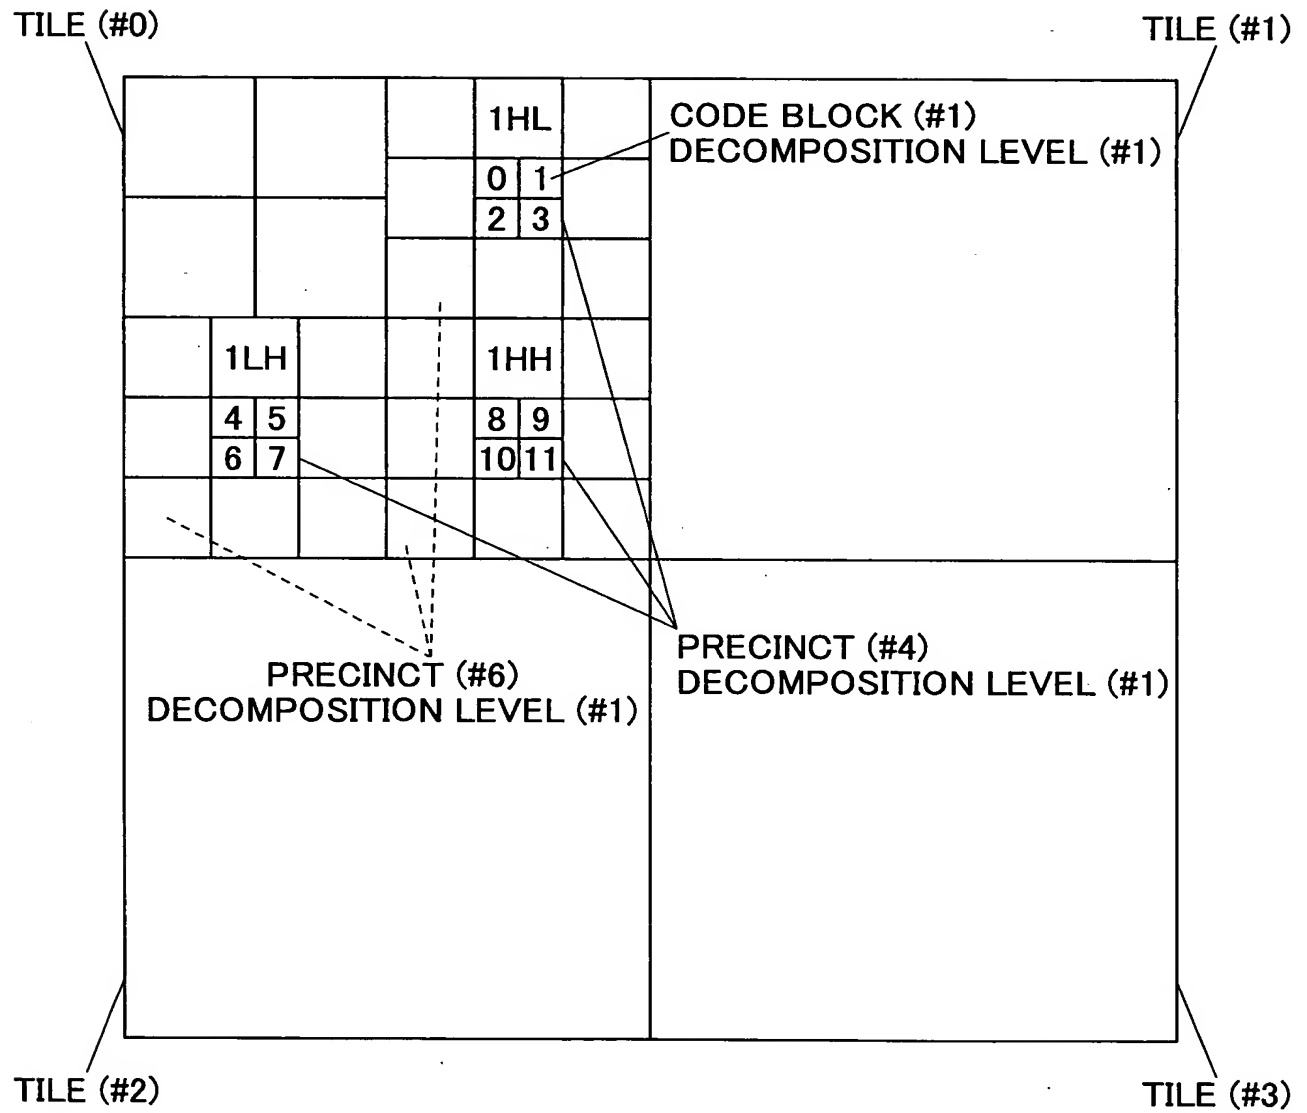 TILE (#0)
TILE (#1)
1HL
CODE BLOCK (#1)
DECOMPOSITION LEVEL (#1)
0 1
2 3
1LH
1HH
4 5
8 9
6 7
10 11
PRECINCT (#4)
DECOMPOSITION LEVEL (#1)
PRECINCT (#6)
DECOMPOSITION LEVEL (#1)
TILE (#2)
TILE (#3)